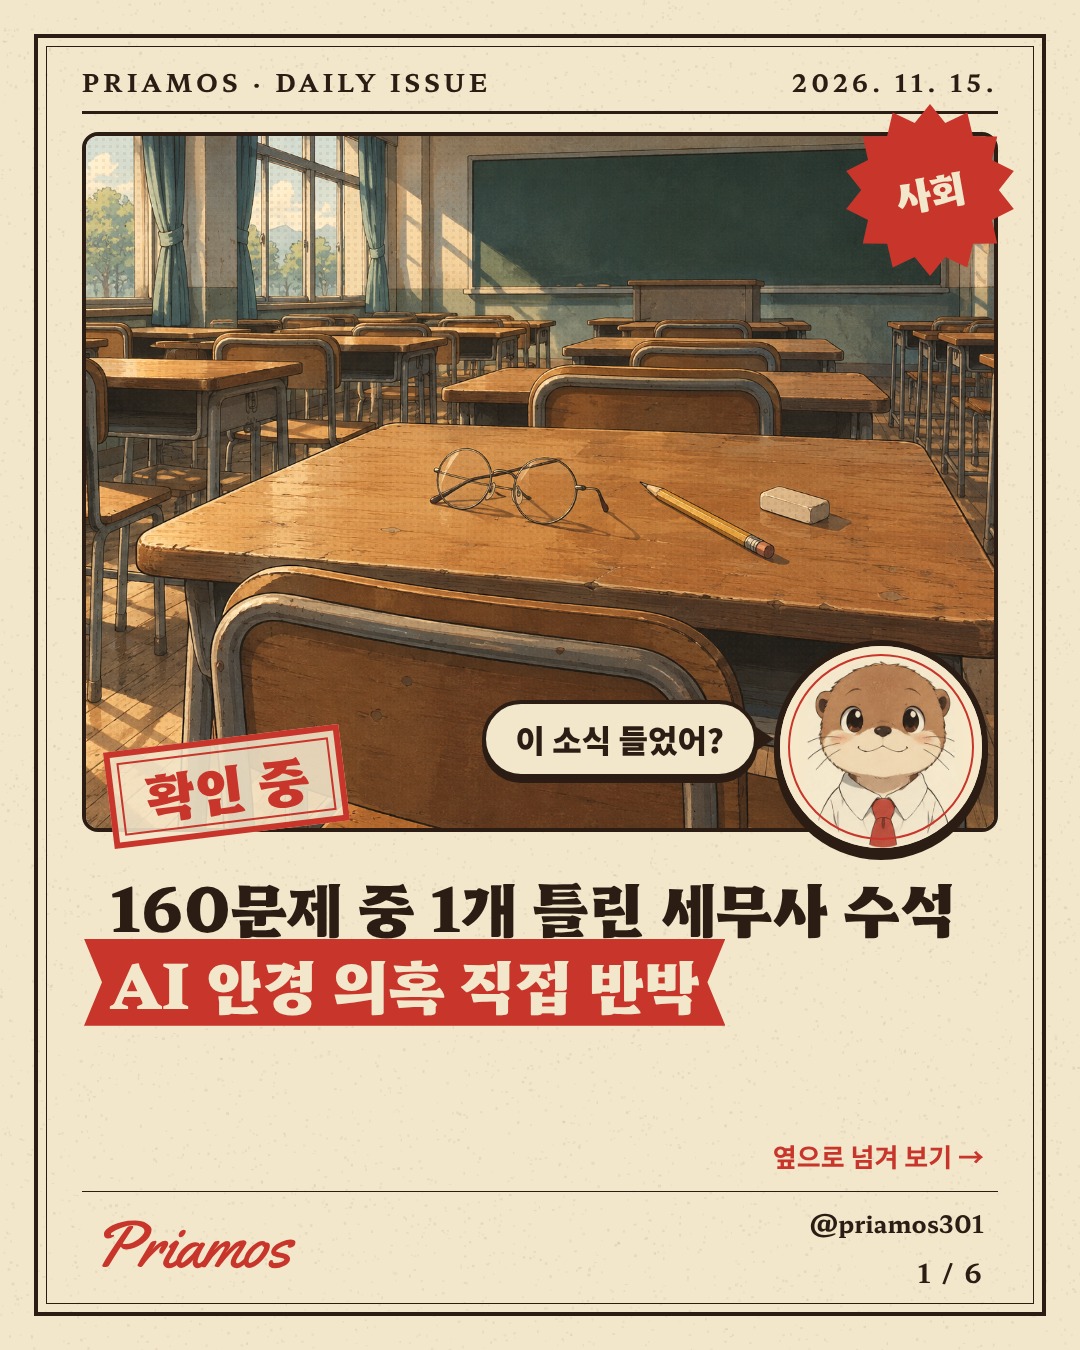 PRIAMOS · DAILY ISSUE
2026. 11. 15.
사회
이 소식 들었어?
확인 중
160문제 중 1개 틀린 세무사 수석
AI 안경 의혹 직접 반박
옆으로 넘겨 보기 →
Priamos
@priamos301
1 / 6